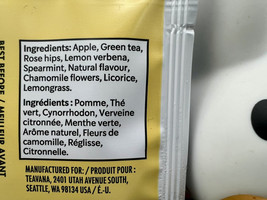 Ingredients: Apple, Green tea,
Rose hips, Lemon verbena,
Spearmint, Natural flavour,
Chamomile flowers, Licorice,
Lemongrass.
Ingrédients : Pomme, Thé
vert, Cynorrhodon, Verveine
citronnée, Menthe verte,
Arôme naturel, Fleurs de
camomille, Réglisse,
Citronnelle.
MANUFACTURED FOR: / PRODUIT POUR :
TEAVANA, 2401 UTAH AVENUE SOUTH,
SEATTLE, WA 98134 USA / É.-U.
BEST BEFORE / MEILLEUR AVANT